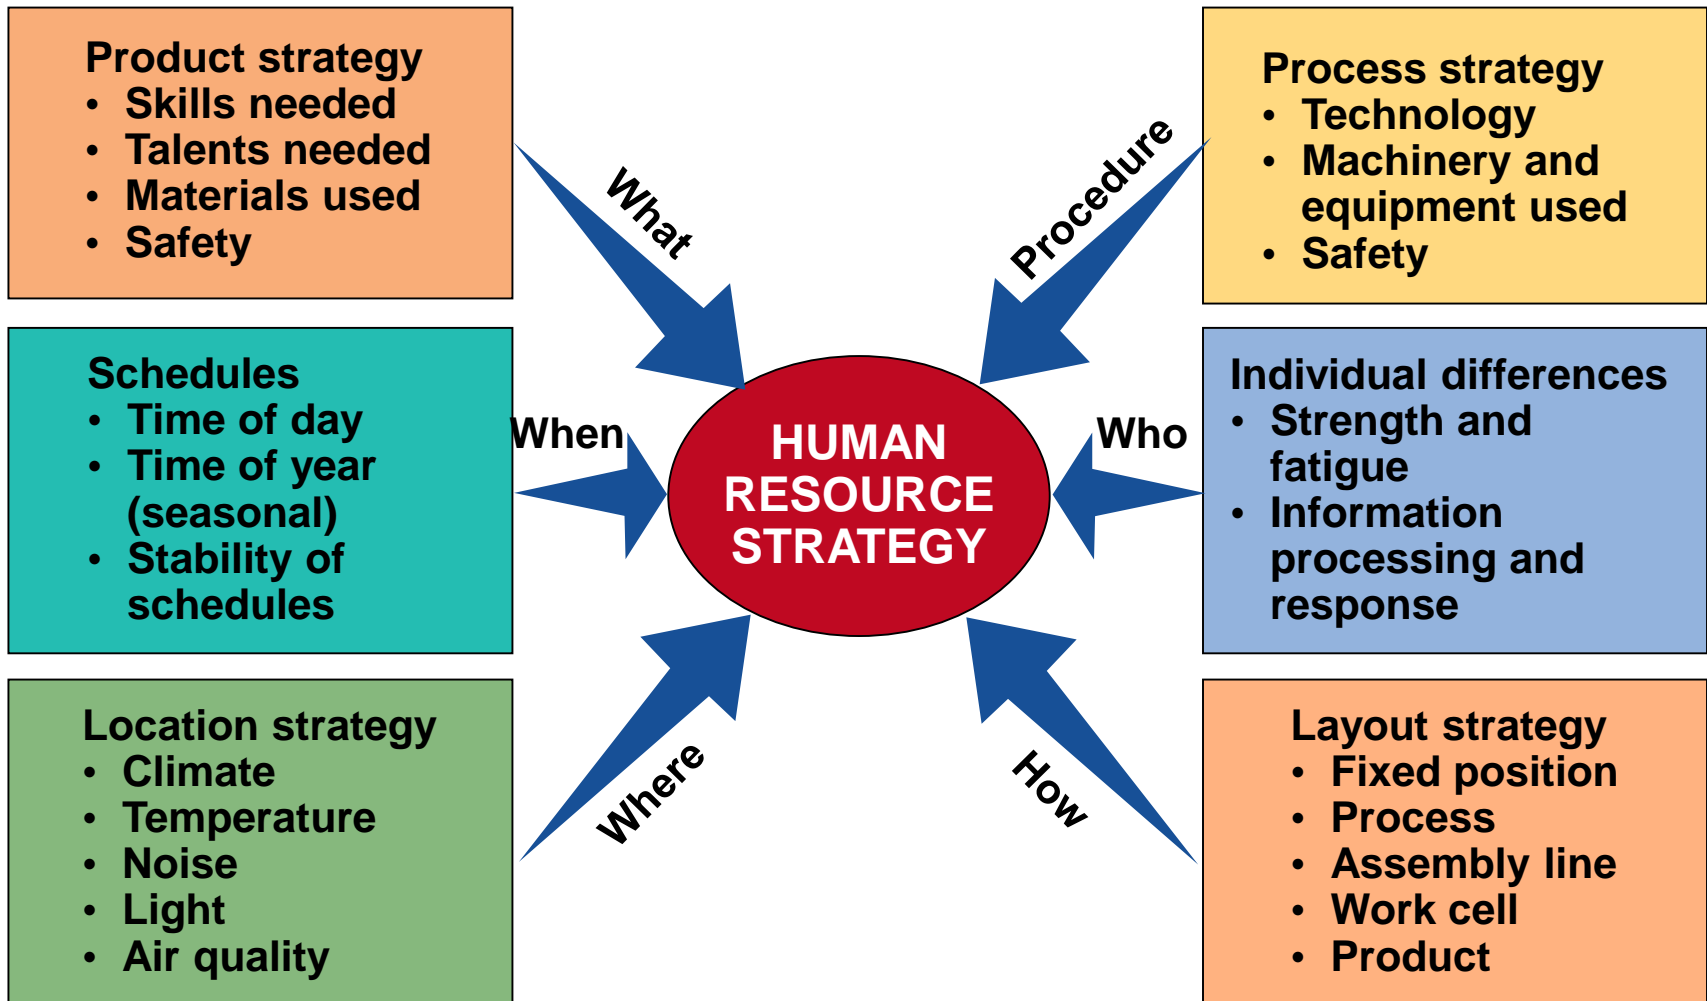 Product strategy
• Skills needed
• Talents needed
• Materials used
• Safety
What
Procedure
Process strategy
• Technology
• Machinery and
equipment used
• Safety
Schedules
• Time of day
• Time of year
(seasonal)
• Stability of
schedules
When
HUMAN
RESOURCE
STRATEGY
Who
Individual differences
• Strength and
fatigue
• Information
processing and
response
Location strategy
• Climate
• Temperature
• Noise
• Light
• Air quality
Where
How
Layout strategy
• Fixed position
• Process
• Assembly line
• Work cell
• Product